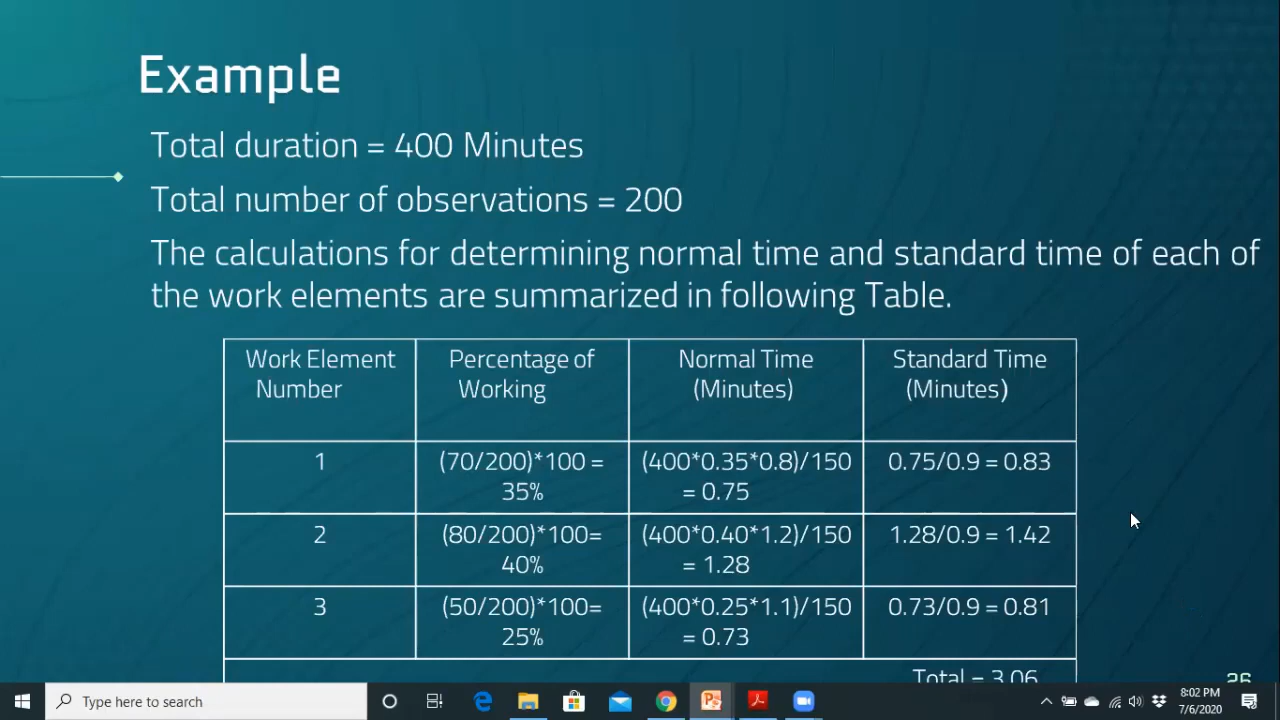 Example
Total duration = 400 Minutes
Total number of observations = 200
The calculations for determining normal time and standard time of each of
the work elements are summarized in following Table.
Work Element Number
Percentage of Working
Normal Time (Minutes)
Standard Time (Minutes)
1
(70/200)*100 = 35%
(400*0.35*0.8)/150 = 0.75
0.75/0.9 = 0.83
2
(80/200)*100= 40%
(400*0.40*1.2)/150 = 1.28
1.28/0.9 = 1.42
3
(50/200)*100= 25%
(400*0.25*1.1)/150 = 0.73
0.73/0.9 = 0.81
Total = 3.06
26
Type here to search
8:02 PM
7/6/2020